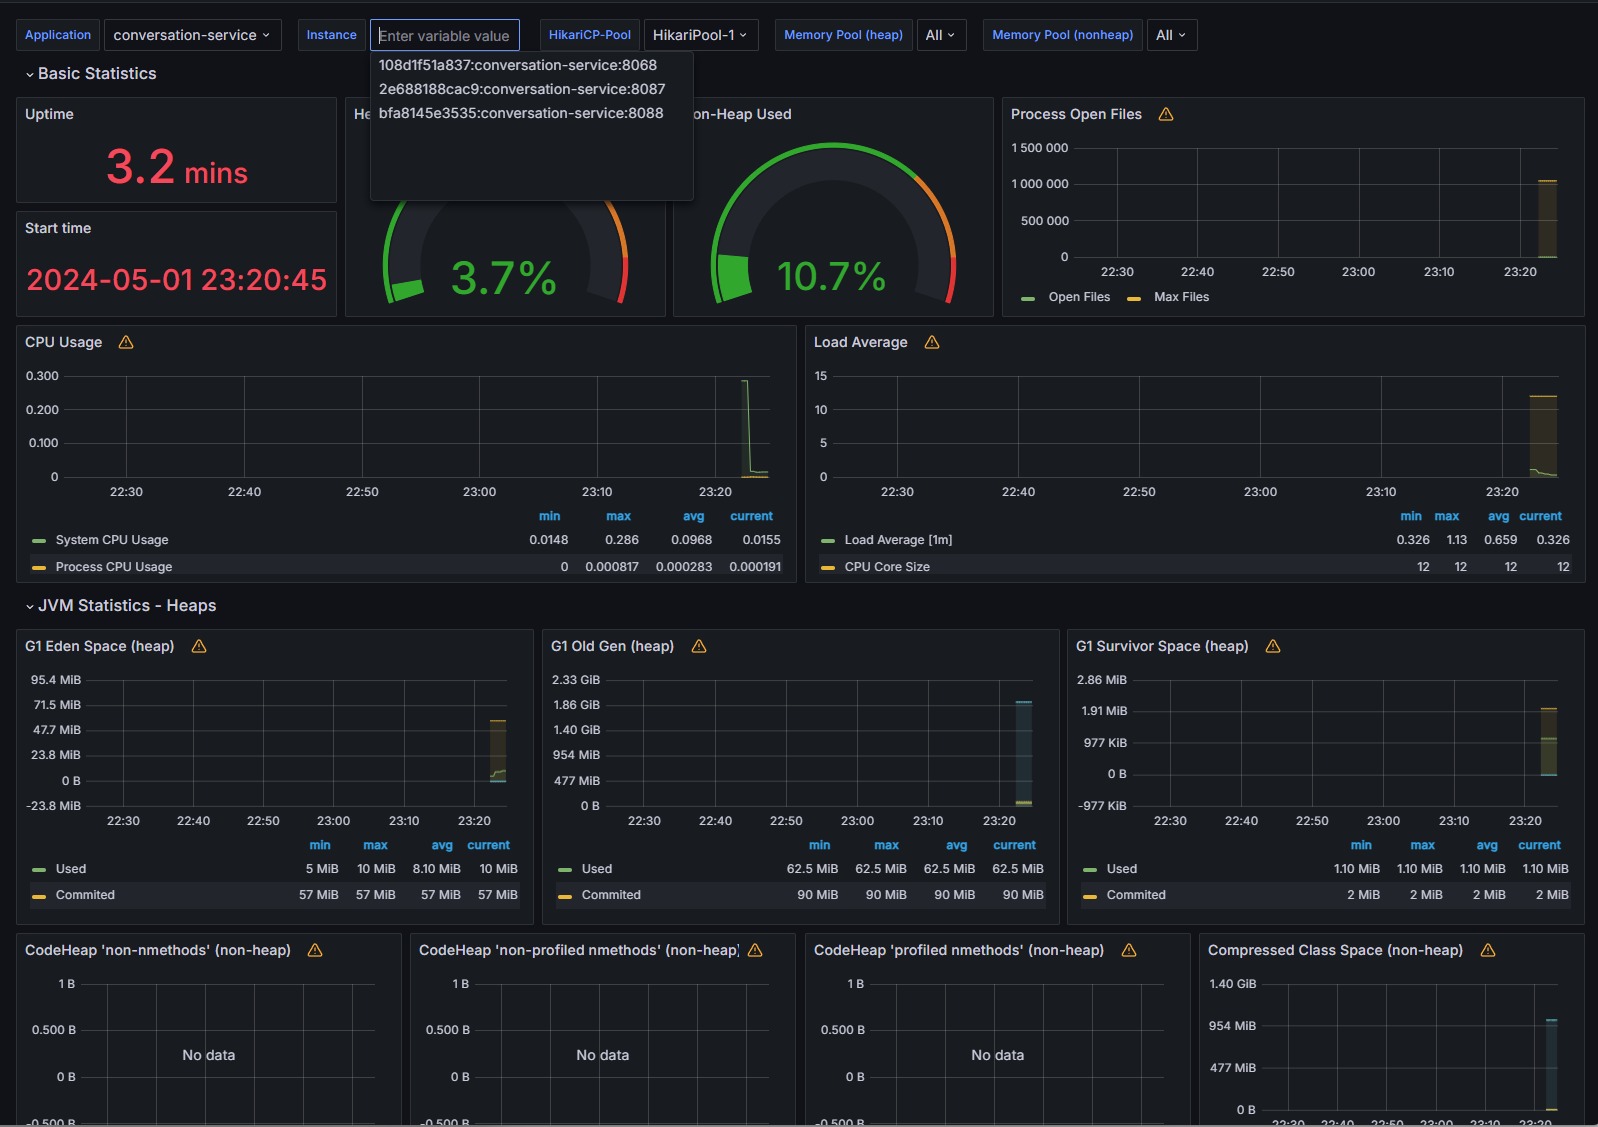 Application conversation-service Instance Enter variable value HikariCP-Pool HikariPool-1 Memory Pool (heap) All Memory Pool (nonheap) All
108d1f51a837:conversation-service:8068
2e688188cac9:conversation-service:8087
bfa8145e3535:conversation-service:8088
Basic Statistics
Uptime
3.2 mins
Start time
2024-05-01 23:20:45
He
3.7%
on-Heap Used
10.7%
Process Open Files
1 500 000
1 000 000
500 000
0
22:30 22:40 22:50 23:00 23:10 23:20
Open Files Max Files
CPU Usage
0.300
0.200
0.100
0
22:30 22:40 22:50 23:00 23:10 23:20
min max avg current
System CPU Usage 0.0148 0.286 0.0968 0.0155
Process CPU Usage 0 0.000817 0.000283 0.000191
Load Average
15
10
5
0
22:30 22:40 22:50 23:00 23:10 23:20
min max avg current
Load Average [1m] 0.326 1.13 0.659 0.326
CPU Core Size 12 12 12 12
JVM Statistics - Heaps
G1 Eden Space (heap)
95.4 MiB
71.5 MiB
47.7 MiB
23.8 MiB
0 B
-23.8 MiB
22:30 22:40 22:50 23:00 23:10 23:20
min max avg current
Used 5 MiB 10 MiB 8.10 MiB 10 MiB
Commited 57 MiB 57 MiB 57 MiB 57 MiB
G1 Old Gen (heap)
2.33 GiB
1.86 GiB
1.40 GiB
954 MiB
477 MiB
0 B
22:30 22:40 22:50 23:00 23:10 23:20
min max avg current
Used 62.5 MiB 62.5 MiB 62.5 MiB 62.5 MiB
Commited 90 MiB 90 MiB 90 MiB 90 MiB
G1 Survivor Space (heap)
2.86 MiB
1.91 MiB
977 KiB
0 B
-977 KiB
22:30 22:40 22:50 23:00 23:10 23:20
min max avg current
Used 1.10 MiB 1.10 MiB 1.10 MiB 1.10 MiB
Commited 2 MiB 2 MiB 2 MiB 2 MiB
CodeHeap 'non-nmethods' (non-heap)
1 B
0.500 B
No data
0 B
-0.500 B
CodeHeap 'non-profiled nmethods' (non-heap)
1 B
0.500 B
No data
0 B
-0.500 B
CodeHeap 'profiled nmethods' (non-heap)
1 B
0.500 B
No data
0 B
-0.500 B
Compressed Class Space (non-heap)
1.40 GiB
954 MiB
477 MiB
0 B
22:30 22:40 22:50 23:00 23:10 23:20